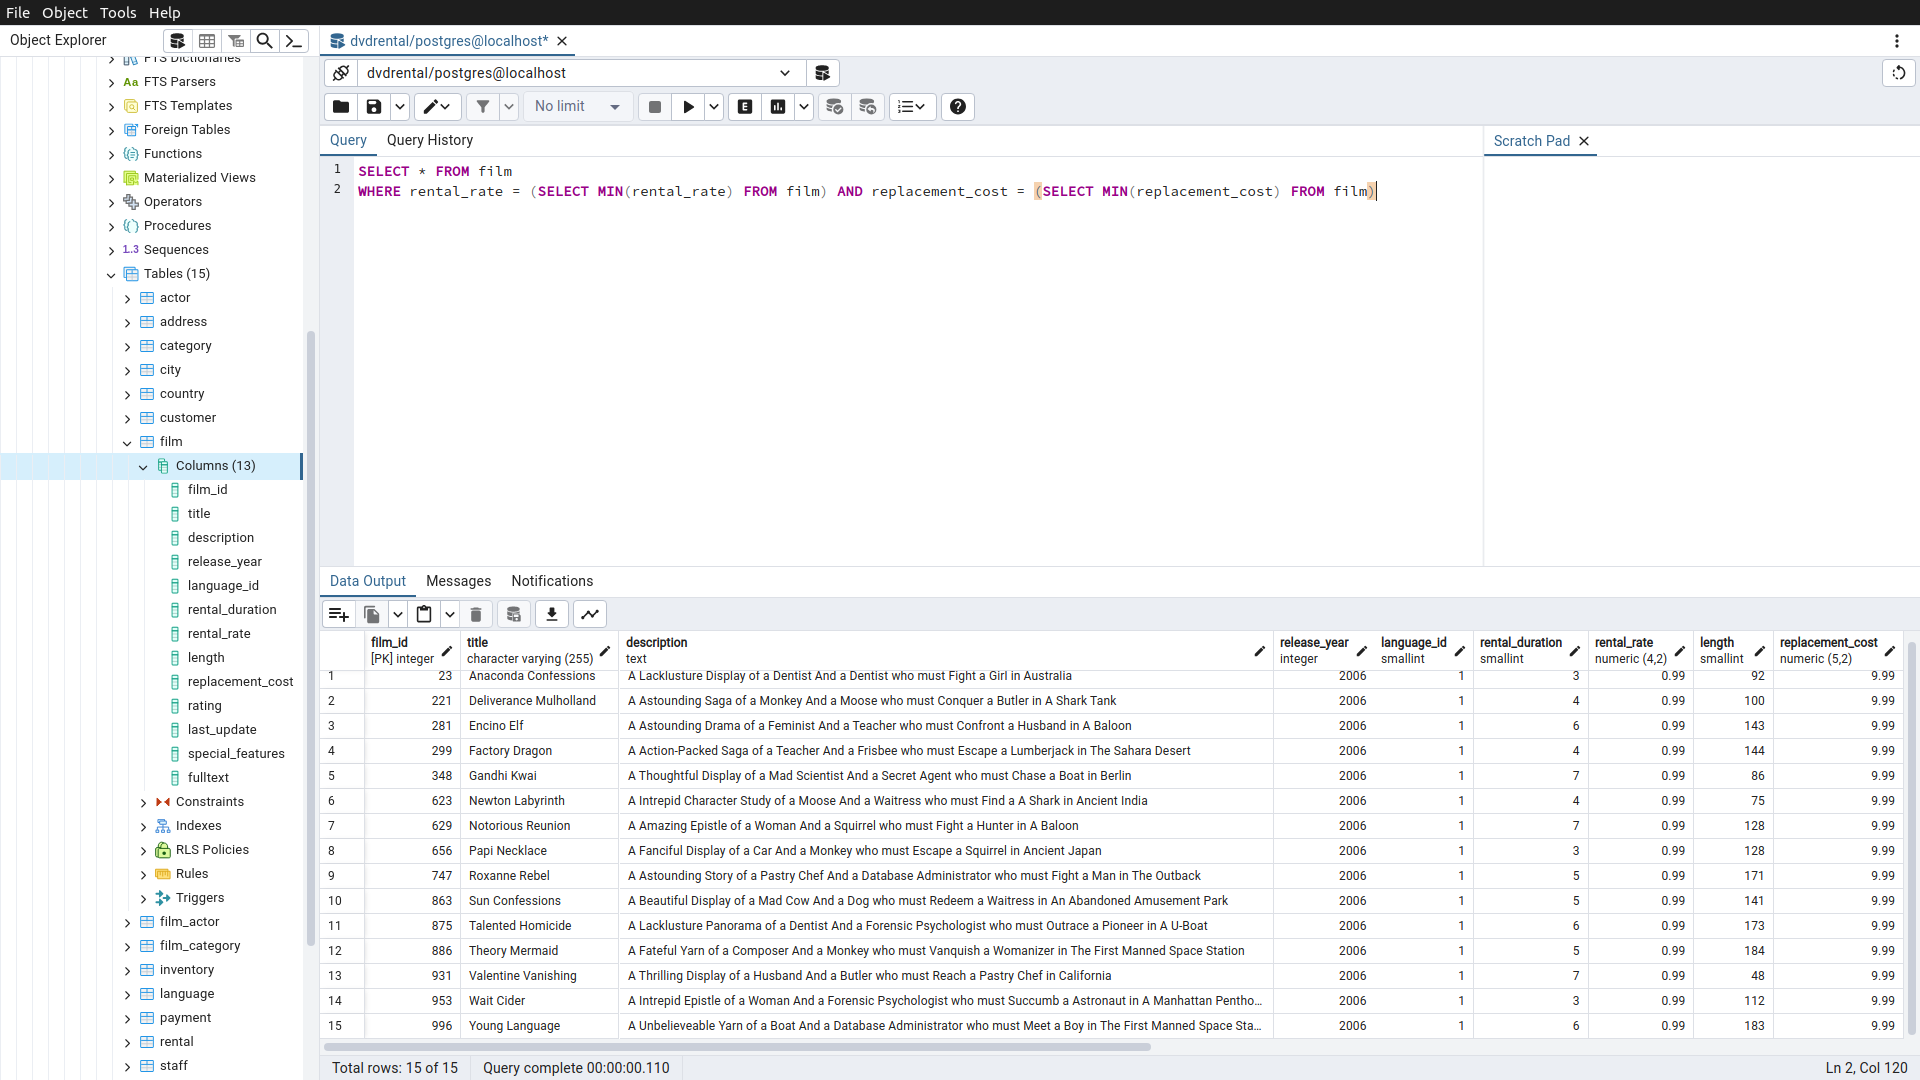 File Object Tools Help
Object Explorer
dvdrental/postgres@localhost*
FTS Dictionaries
Aa FTS Parsers
FTS Templates
Foreign Tables
Functions
Materialized Views
Operators
Procedures
1..3 Sequences
Tables (15)
actor
address
category
city
country
customer
film
Columns (13)
film_id
title
description
release_year
language_id
rental_duration
rental_rate
length
replacement_cost
rating
last_update
special_features
fulltext
Constraints
Indexes
RLS Policies
Rules
Triggers
film_actor
film_category
inventory
language
payment
rental
staff
dvdrental/postgres@localhost
No limit
E
Query Query History
Scratch Pad
1 SELECT * FROM film
2 WHERE rental_rate = (SELECT MIN(rental_rate) FROM film) AND replacement_cost = (SELECT MIN(replacement_cost) FROM film)
Data Output Messages Notifications
film_id title description release_year language_id rental_duration rental_rate length replacement_cost
[PK] integer character varying (255) text integer smallint smallint numeric (4,2) smallint numeric (5,2)
1 23 Anaconda Confessions A Lacklusture Display of a Dentist And a Dentist who must Fight a Girl in Australia 2006 1 3 0.99 92 9.99
2 221 Deliverance Mulholland A Astounding Saga of a Monkey And a Moose who must Conquer a Butler in A Shark Tank 2006 1 4 0.99 100 9.99
3 281 Encino Elf A Astounding Drama of a Feminist And a Teacher who must Confront a Husband in A Baloon 2006 1 6 0.99 143 9.99
4 299 Factory Dragon A Action-Packed Saga of a Teacher And a Frisbee who must Escape a Lumberjack in The Sahara Desert 2006 1 4 0.99 144 9.99
5 348 Gandhi Kwai A Thoughtful Display of a Mad Scientist And a Secret Agent who must Chase a Boat in Berlin 2006 1 7 0.99 86 9.99
6 623 Newton Labyrinth A Intrepid Character Study of a Moose And a Waitress who must Find a A Shark in Ancient India 2006 1 4 0.99 75 9.99
7 629 Notorious Reunion A Amazing Epistle of a Woman And a Squirrel who must Fight a Hunter in A Baloon 2006 1 7 0.99 128 9.99
8 656 Papi Necklace A Fanciful Display of a Car And a Monkey who must Escape a Squirrel in Ancient Japan 2006 1 3 0.99 128 9.99
9 747 Roxanne Rebel A Astounding Story of a Pastry Chef And a Database Administrator who must Fight a Man in The Outback 2006 1 5 0.99 171 9.99
10 863 Sun Confessions A Beautiful Display of a Mad Cow And a Dog who must Redeem a Waitress in An Abandoned Amusement Park 2006 1 5 0.99 141 9.99
11 875 Talented Homicide A Lacklusture Panorama of a Dentist And a Forensic Psychologist who must Outrace a Pioneer in A U-Boat 2006 1 6 0.99 173 9.99
12 886 Theory Mermaid A Fateful Yarn of a Composer And a Monkey who must Vanquish a Womanizer in The First Manned Space Station 2006 1 5 0.99 184 9.99
13 931 Valentine Vanishing A Thrilling Display of a Husband And a Butler who must Reach a Pastry Chef in California 2006 1 7 0.99 48 9.99
14 953 Wait Cider A Intrepid Epistle of a Woman And a Forensic Psychologist who must Succumb a Astronaut in A Manhattan Pentho... 2006 1 3 0.99 112 9.99
15 996 Young Language A Unbelieveable Yarn of a Boat And a Database Administrator who must Meet a Boy in The First Manned Space Sta... 2006 1 6 0.99 183 9.99
Total rows: 15 of 15 Query complete 00:00:00.110 Ln 2, Col 120